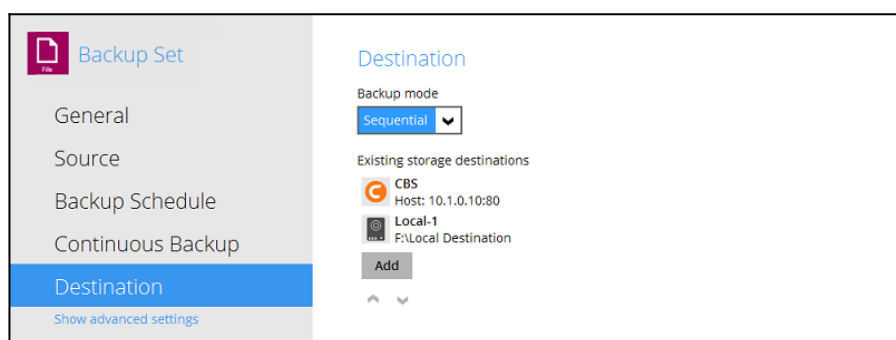 Backup Set
File
General
Source
Backup Schedule
Continuous Backup
Destination
Show advanced settings
Destination
Backup mode
Sequential
Existing storage destinations
CBS
Host: 10.1.0.10:80
Local-1
F:\Local Destination
Add